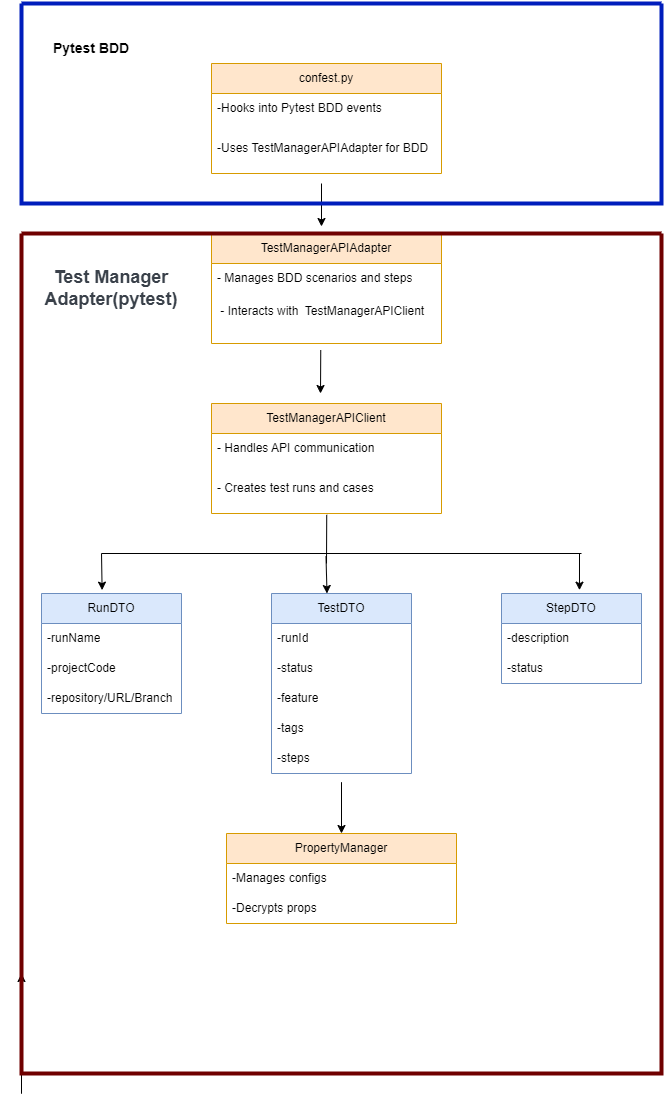 Pytest BDD
confest.py
-Hooks into Pytest BDD events
-Uses TestManagerAPIAdapter for BDD
Test Manager
Adapter(pytest)
TestManagerAPIAdapter
- Manages BDD scenarios and steps
- Interacts with  TestManagerAPIClient
TestManagerAPIClient
- Handles API communication
- Creates test runs and cases
RunDTO
-runName
-projectCode
-repository/URL/Branch
TestDTO
-runId
-status
-feature
-tags
-steps
StepDTO
-description
-status
PropertyManager
-Manages configs
-Decrypts props